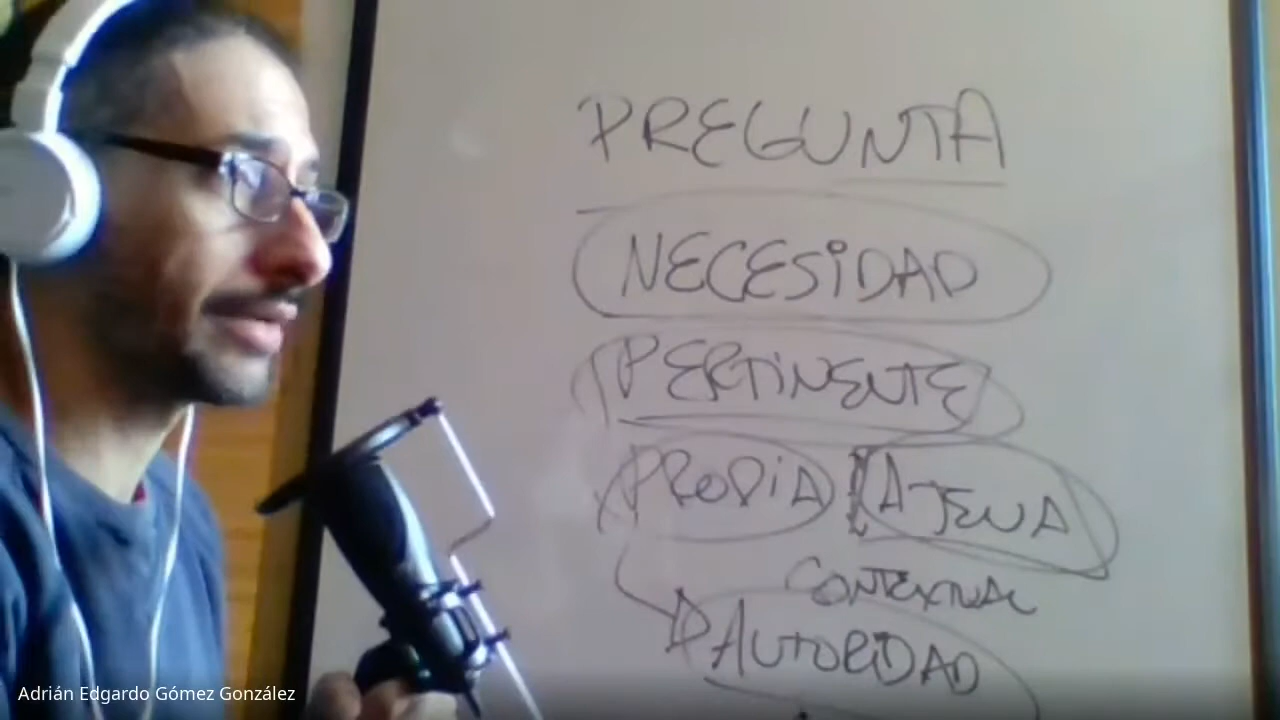 PREGUNTA
NECESIDAD
PERTINENTE
PROPIA AJENA
CONTEXTUAL
AUTORIDAD
Adrián Edgardo Gómez González